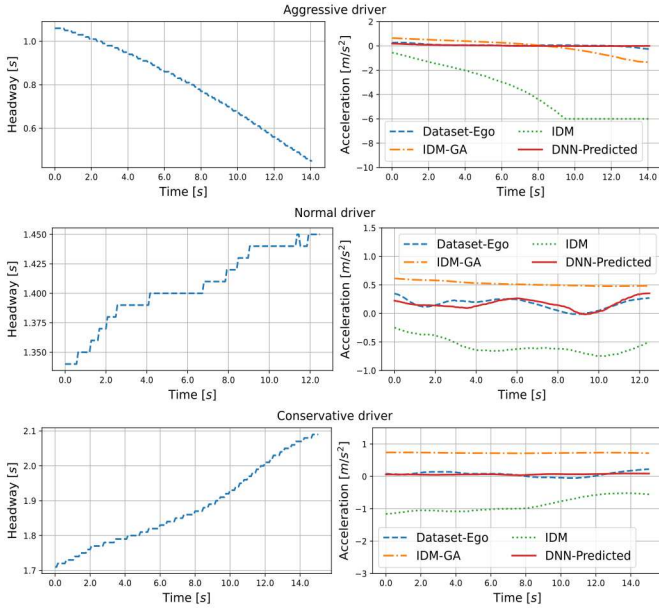 Aggressive driver
Headway [s]
1.0
0.8
0.6
0.0 2.0 4.0 6.0 8.0 10.0 12.0 14.0
Time [s]
Acceleration [m/s²]
2
0
−2
−4
−6
−8
−10
Dataset-Ego
IDM-GA
IDM
DNN-Predicted
0.0 2.0 4.0 6.0 8.0 10.0 12.0 14.0
Time [s]
Normal driver
Headway [s]
1.450
1.425
1.400
1.375
1.350
0.0 2.0 4.0 6.0 8.0 10.0 12.0
Time [s]
Acceleration [m/s²]
1.5
1.0
0.5
0.0
−0.5
−1.0
Dataset-Ego
IDM-GA
IDM
DNN-Predicted
0.0 2.0 4.0 6.0 8.0 10.0 12.0
Time [s]
Conservative driver
Headway [s]
2.1
2.0
1.9
1.8
1.7
0.0 2.0 4.0 6.0 8.0 10.0 12.0 14.0
Time [s]
Acceleration [m/s²]
1
0
−1
−2
−3
Dataset-Ego
IDM-GA
IDM
DNN-Predicted
0.0 2.0 4.0 6.0 8.0 10.0 12.0 14.0
Time [s]